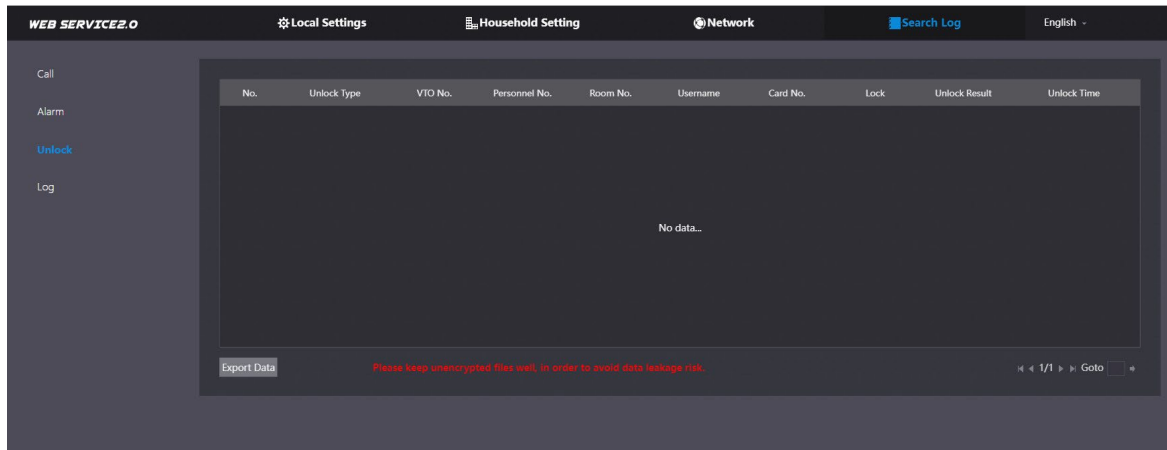 WEB SERVICE2.0 Local Settings Household Setting Network Search Log English
Call
Alarm
Unlock
Log
No. Unlock Type VTO No. Personnel No. Room No. Username Card No. Lock Unlock Result Unlock Time
No data...
Export Data Please keep unencrypted files well, in order to avoid data leakage risk. 1/1 Goto